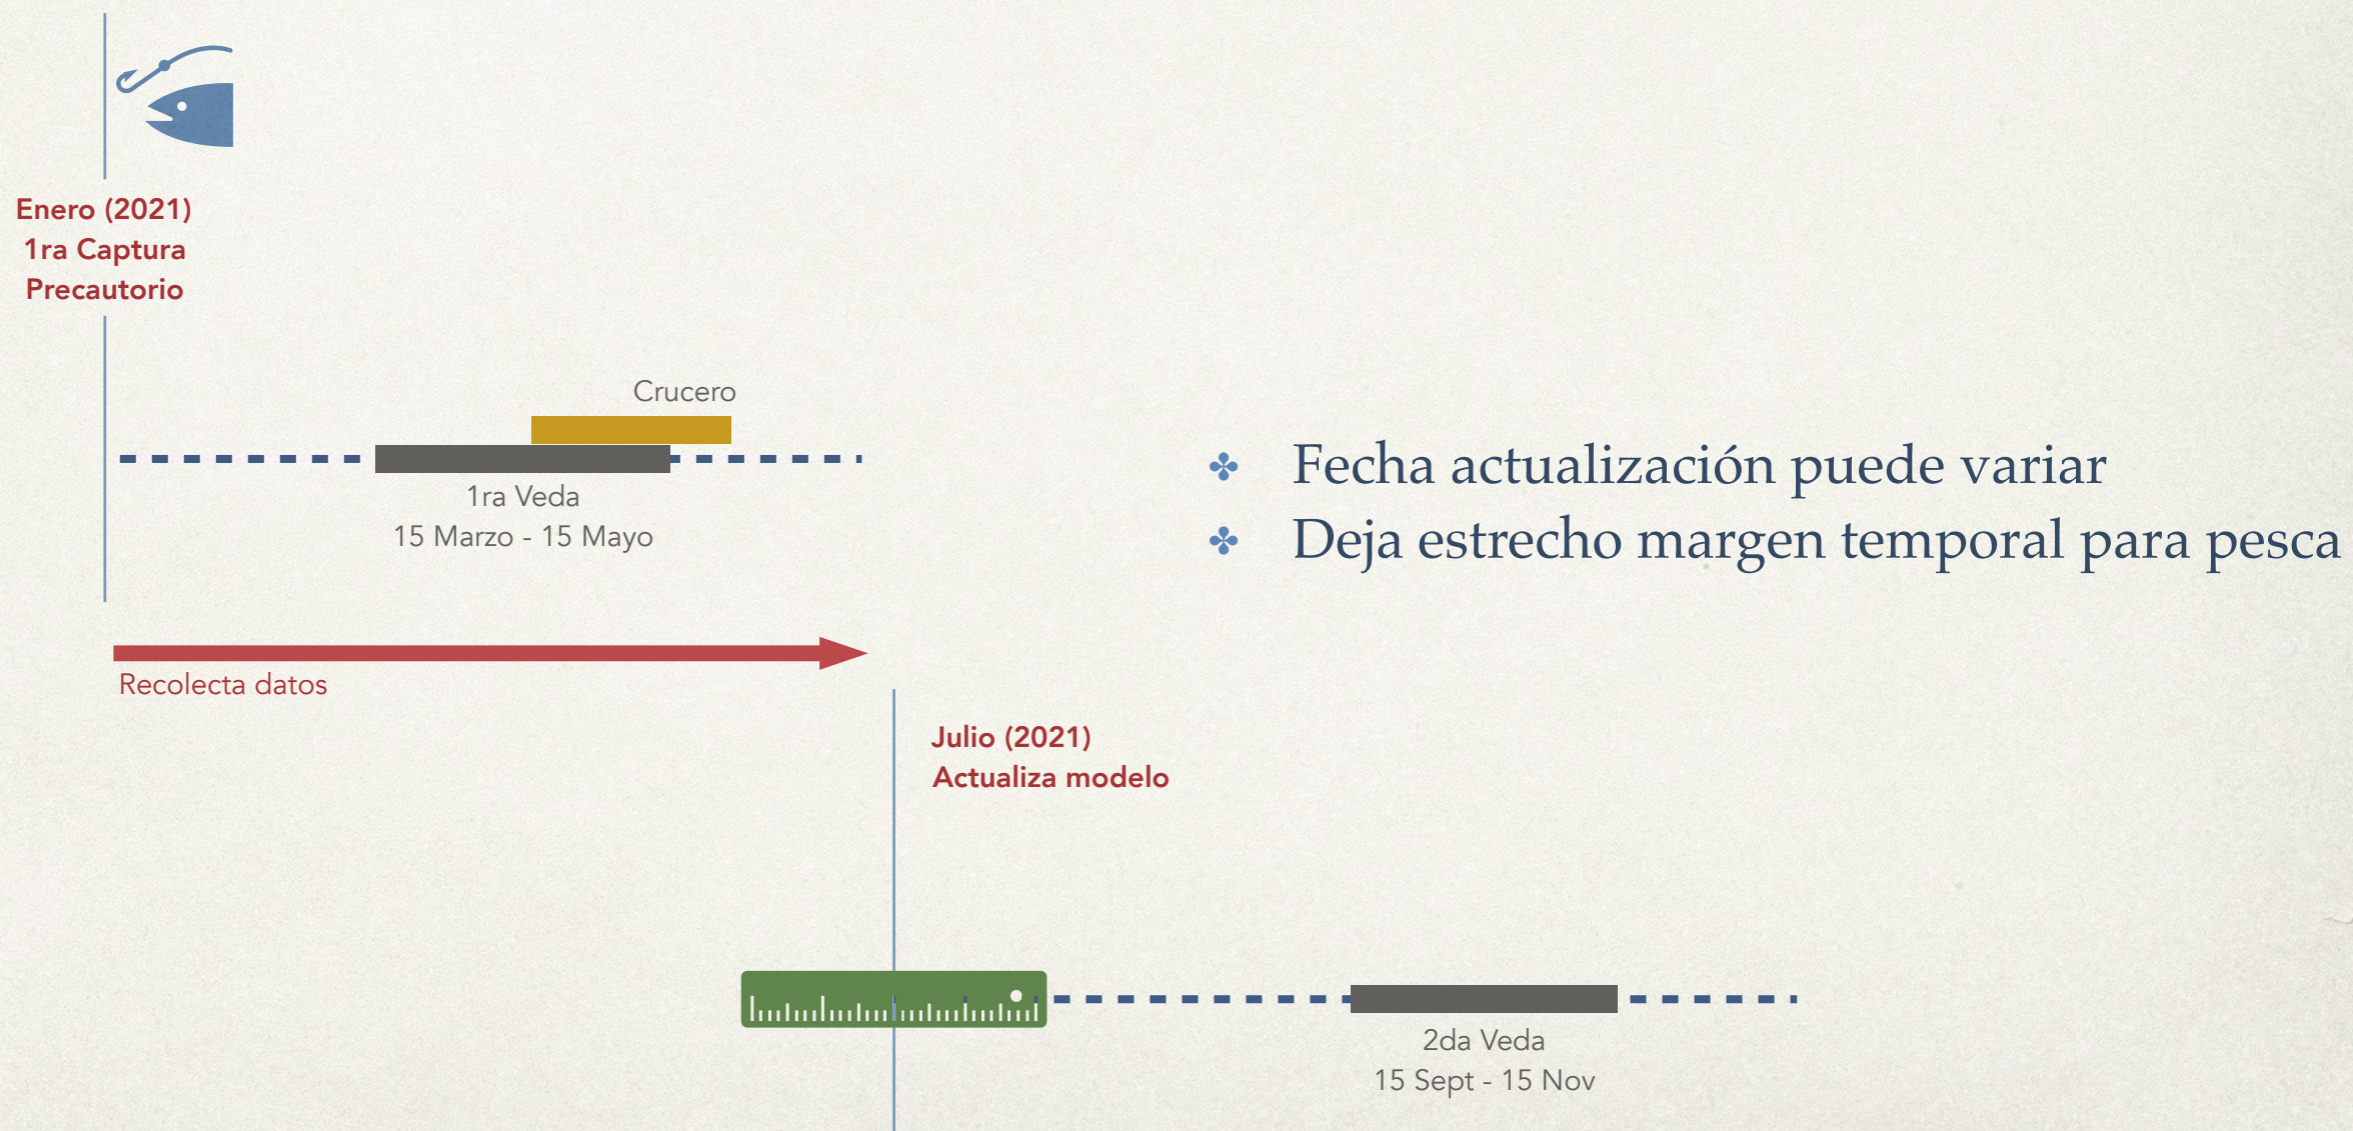 Enero (2021)
1ra Captura
Precautorio
Crucero
1ra Veda
15 Marzo - 15 Mayo
Fecha actualización puede variar
Deja estrecho margen temporal para pesca
Recolecta datos
Julio (2021)
Actualiza modelo
2da Veda
15 Sept - 15 Nov